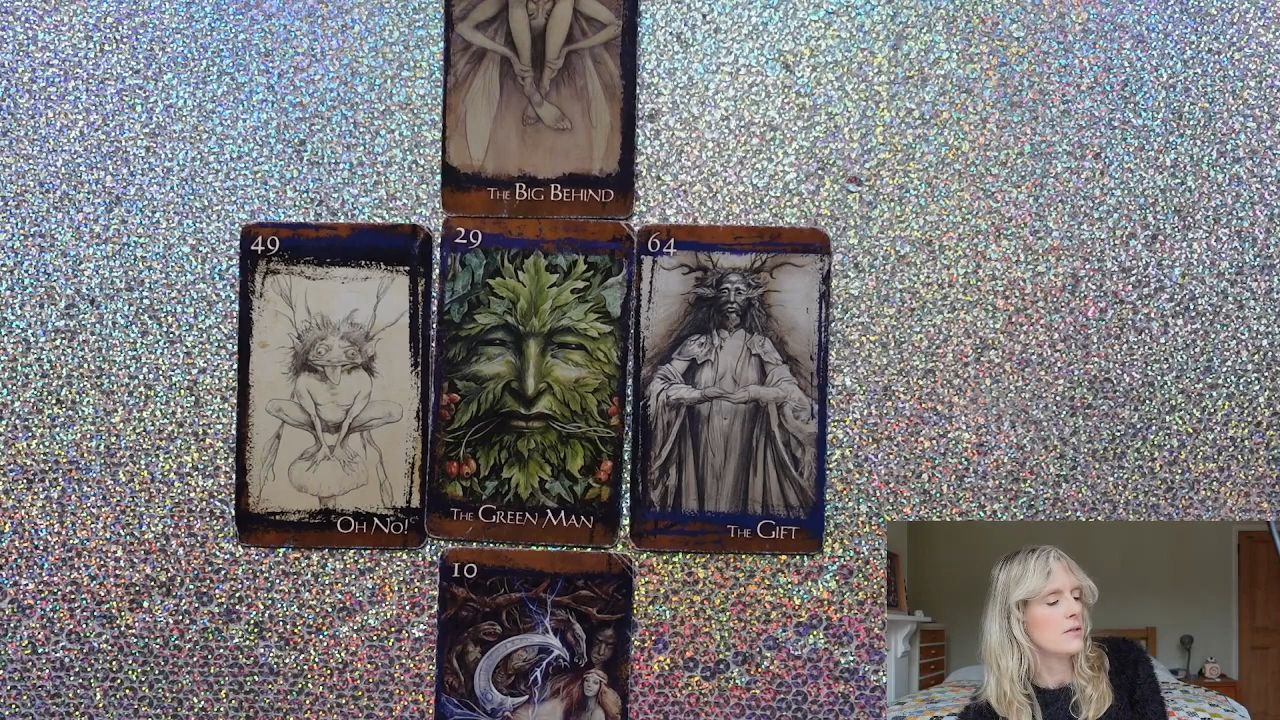 The Big Behind
49
Oh No!
29
The Green Man
64
The Gift
10